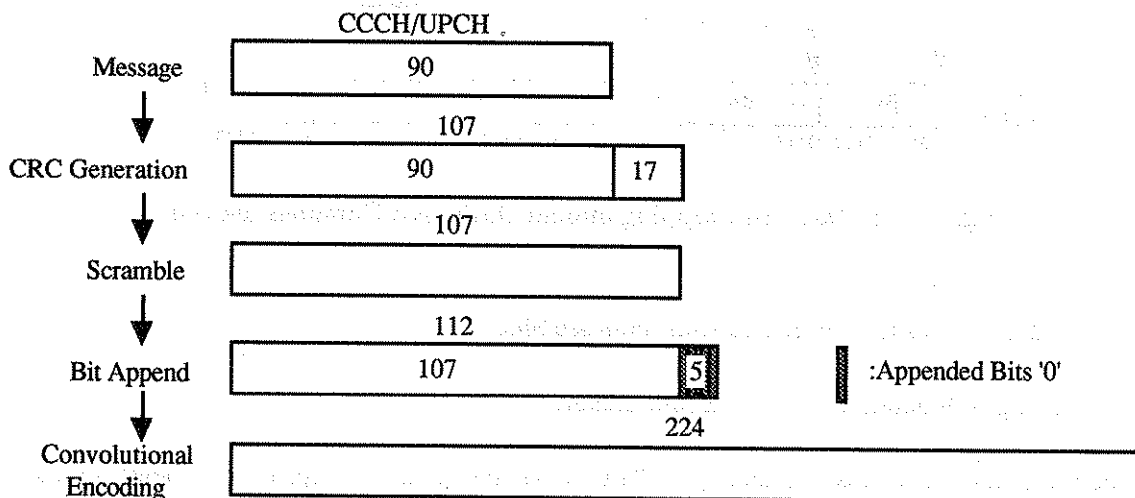 CCCH/UPCH
Message
90
107
CRC Generation
90 17
107
Scramble
112
Bit Append
107 5
:Appended Bits '0'
224
Convolutional
Encoding